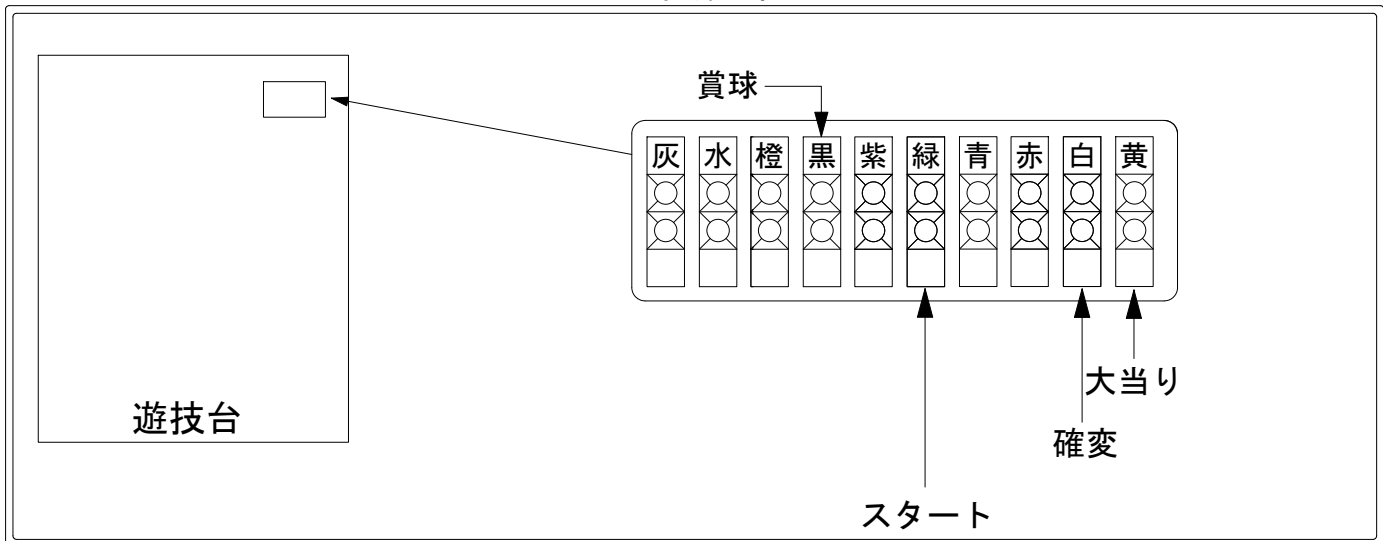 賞球
灰 水 橙 黒 紫 緑 青 赤 白 黄
大当り
遊技台
確変
スタート